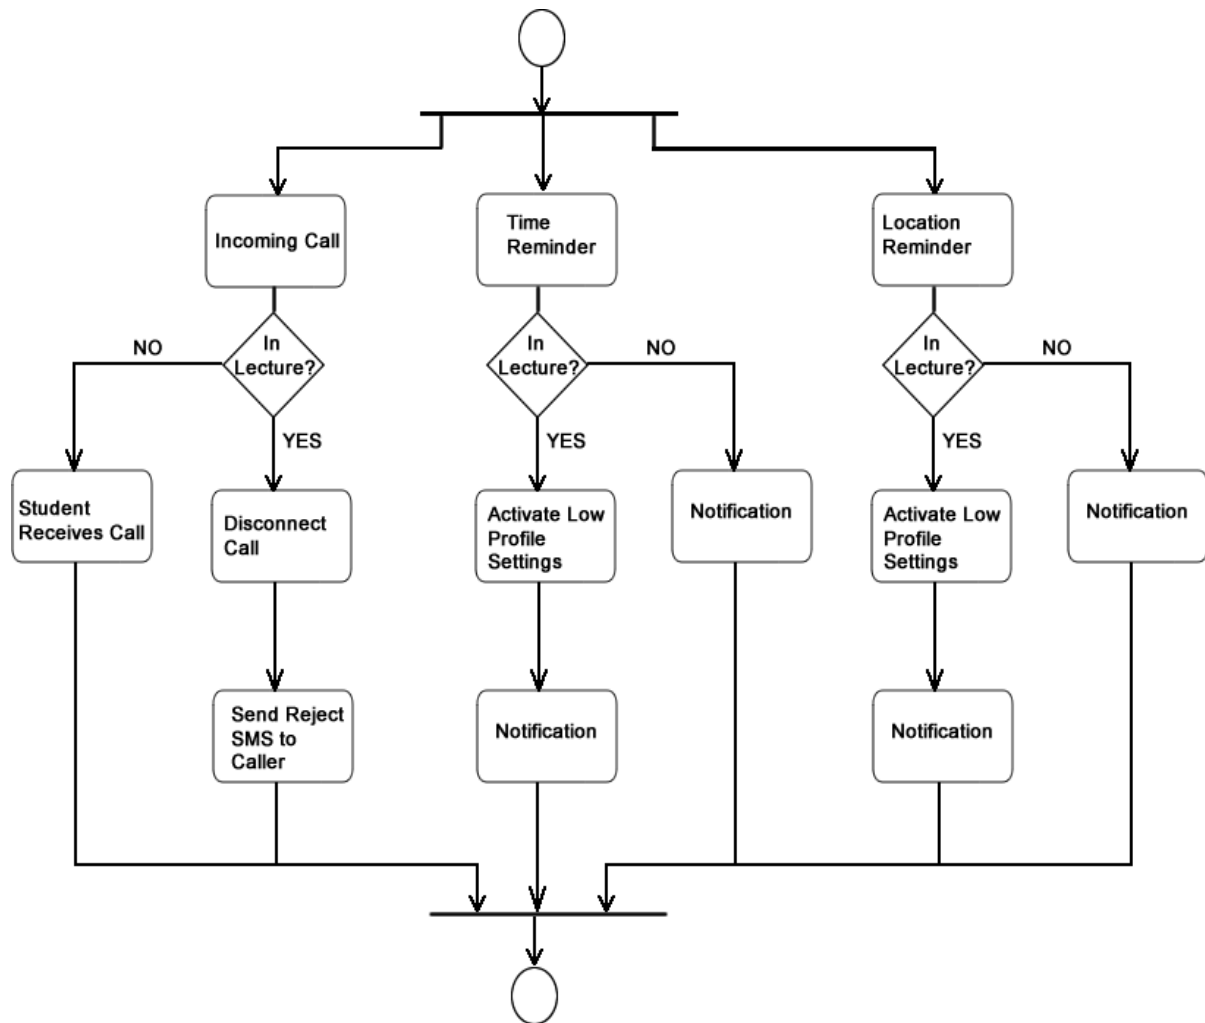 Incoming Call
Time
Reminder
Location
Reminder
In
Lecture?
NO
YES
In
Lecture?
NO
YES
In
Lecture?
NO
YES
Student
Receives Call
Disconnect
Call
Activate Low
Profile
Settings
Notification
Activate Low
Profile
Settings
Notification
Send Reject
SMS to
Caller
Notification
Notification